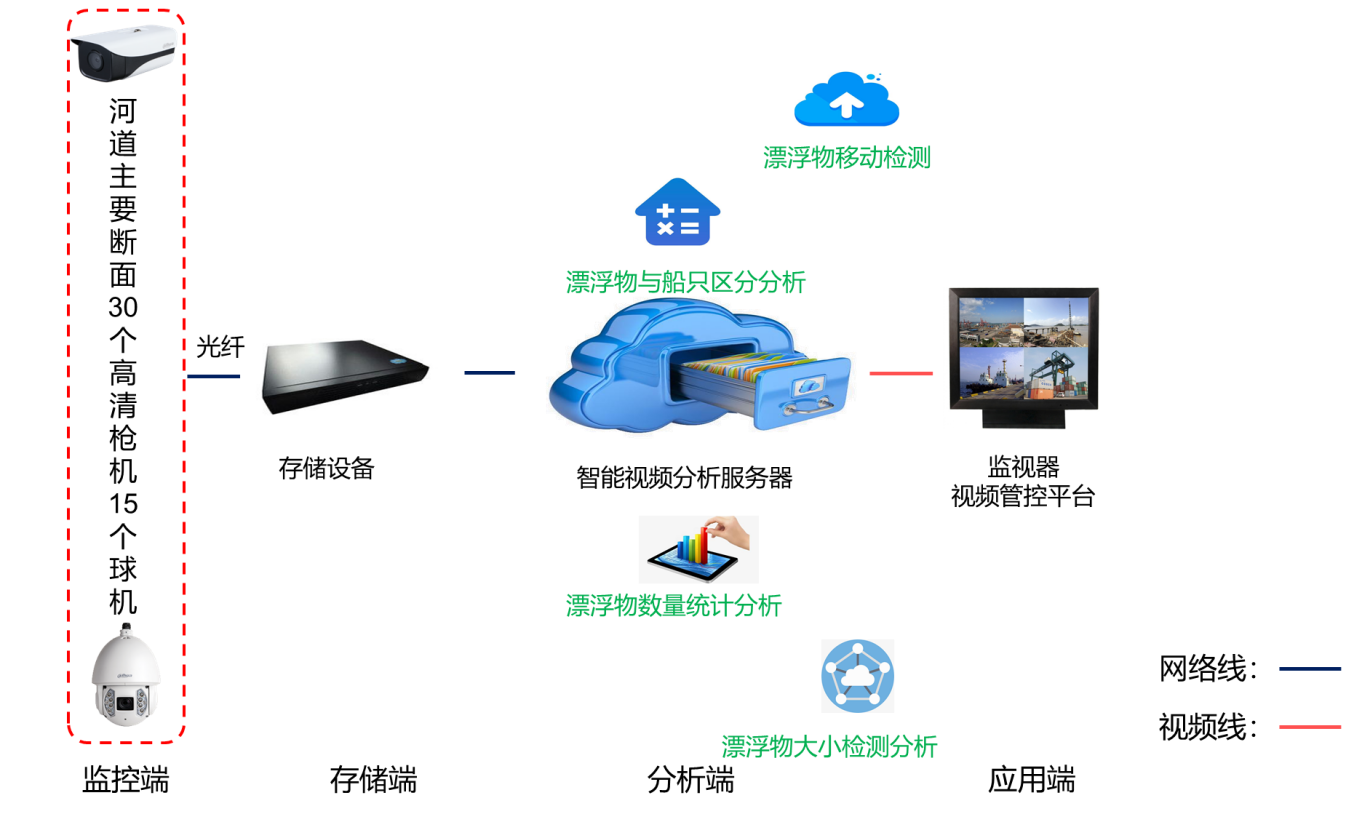 河道主要断面30个高清枪机15个球机
光纤
存储设备
漂浮物移动检测
漂浮物与船只区分分析
智能视频分析服务器
漂浮物数量统计分析
漂浮物大小检测分析
监视器
视频管控平台
网络线：
视频线：
监控端
存储端
分析端
应用端